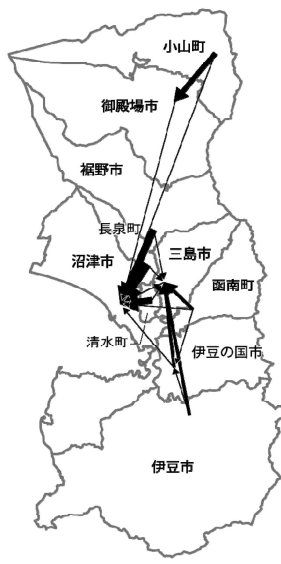 小山町
御殿場市
裾野市
長泉町
三島市
沼津市
函南町
清水町
伊豆の国市
伊豆市